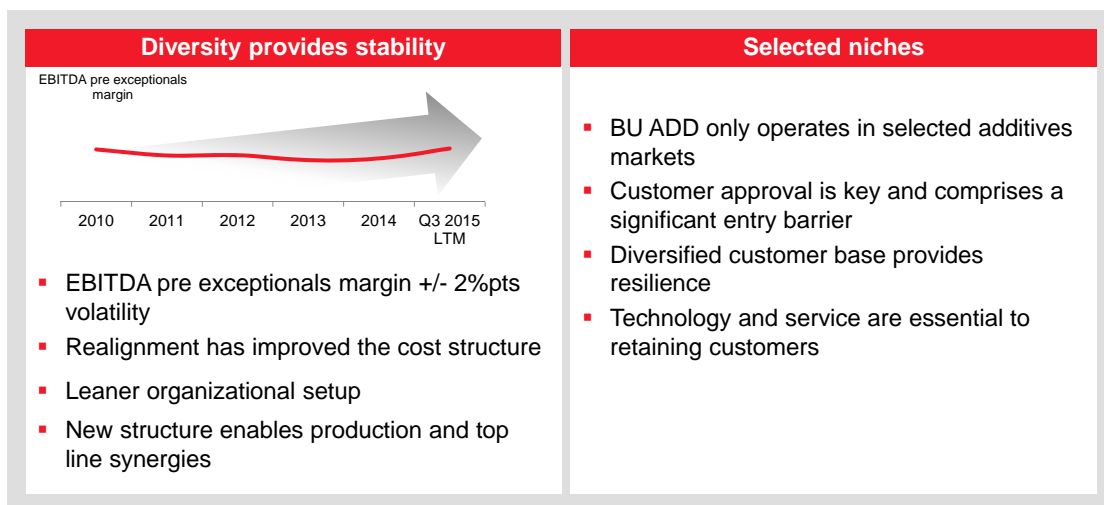 Diversity provides stability
EBITDA pre exceptionals
margin
2010 2011 2012 2013 2014 Q3 2015
LTM
▪ EBITDA pre exceptionals margin +/- 2%pts
volatility
▪ Realignment has improved the cost structure
▪ Leaner organizational setup
▪ New structure enables production and top
line synergies
Selected niches
▪ BU ADD only operates in selected additives
markets
▪ Customer approval is key and comprises a
significant entry barrier
▪ Diversified customer base provides
resilience
▪ Technology and service are essential to
retaining customers